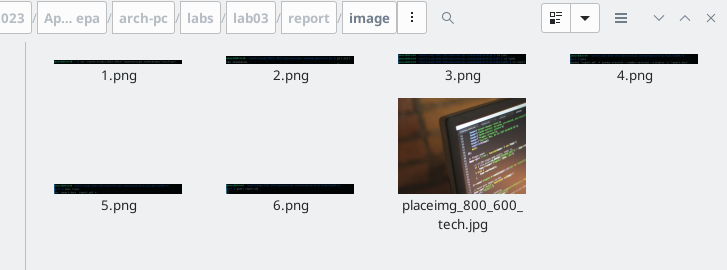 023 / Ap... ера / arch-pc / labs / lab03 / report / image
1.png 2.png 3.png 4.png
5.png 6.png placeimg_800_600_
tech.jpg